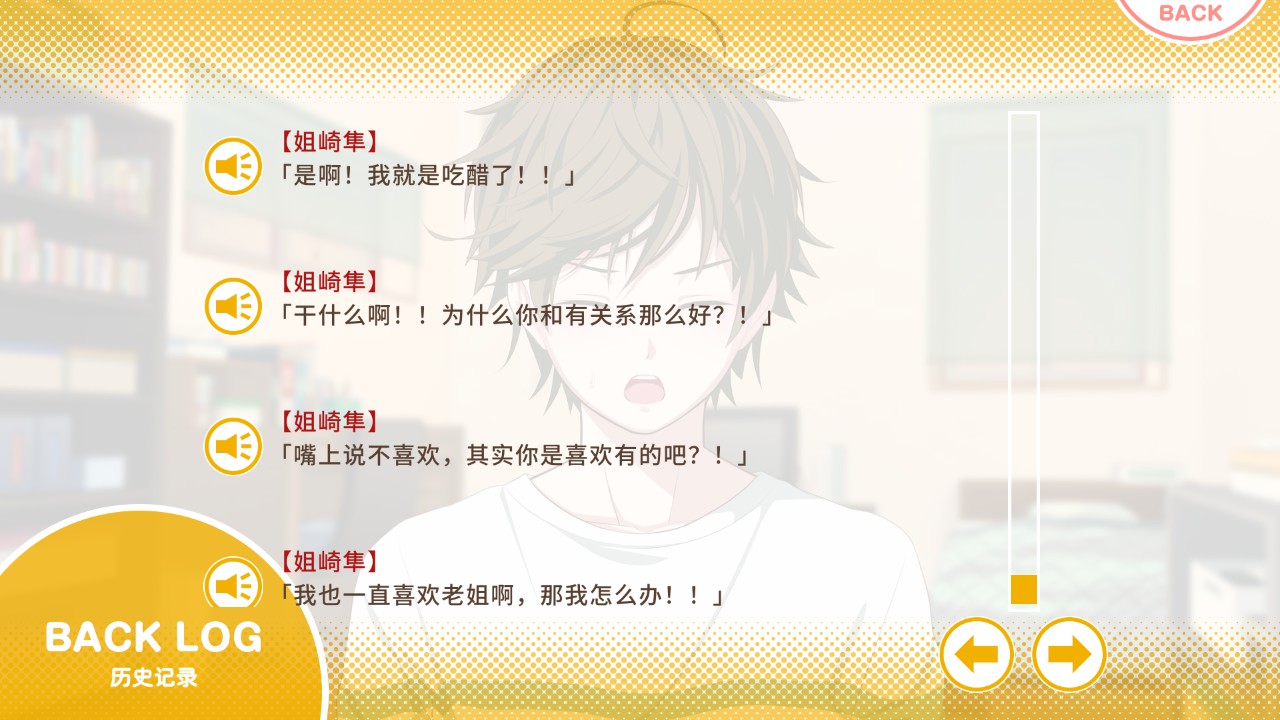 BACK
【姐崎隼】
「是啊！我就是吃醋了！！」
【姐崎隼】
「干什么啊！！为什么你和有关系那么好？！」
【姐崎隼】
「嘴上说不喜欢，其实你是喜欢有的吧？！」
【姐崎隼】
「我也一直喜欢老姐啊，那我怎么办！！」
BACK LOG
历史记录